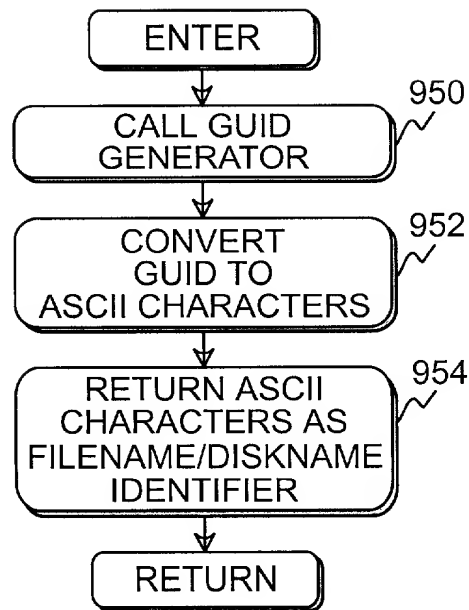 ENTER
950
CALL GUID
GENERATOR
952
CONVERT
GUID TO
ASCII CHARACTERS
954
RETURN ASCII
CHARACTERS AS
FILENAME/DISKNAME
IDENTIFIER
RETURN